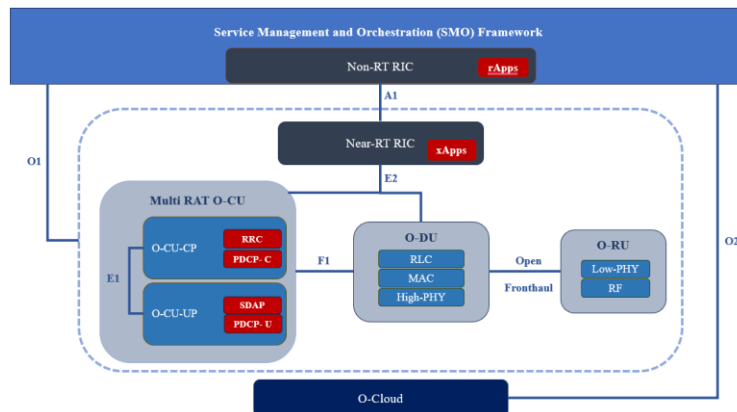 Service Management and Orchestration (SMO) Framework
Non-RT RIC
rApps
A1
Near-RT RIC
xApps
O1
E2
O2
Multi RAT O-CU
O-CU-CP
RRC
PDCP- C
E1
O-CU-UP
SDAP
PDCP- U
F1
O-DU
RLC
MAC
High-PHY
Open
Fronthaul
O-RU
Low-PHY
RF
O-Cloud